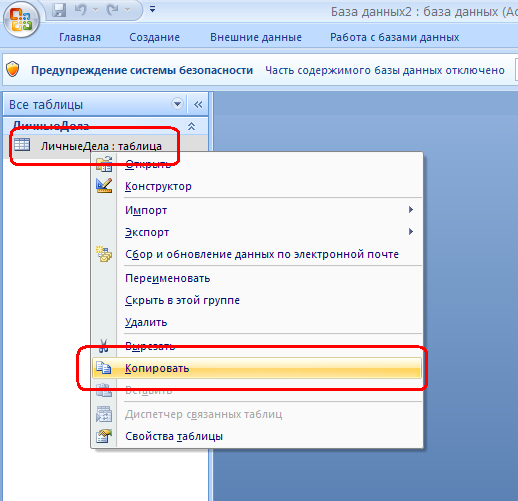 База данных2 : база данных (Ac
Главная Создание Внешние данные Работа с базами данных
Предупреждение системы безопасности Часть содержимого базы данных отключено
Все таблицы
ЛичныеДела
ЛичныеДела : таблица
Открыть
Конструктор
Импорт
Экспорт
Сбор и обновление данных по электронной почте
Переименовать
Скрыть в этой группе
Удалить
Вырезать
Копировать
Вставить
Диспетчер связанных таблиц
Свойства таблицы